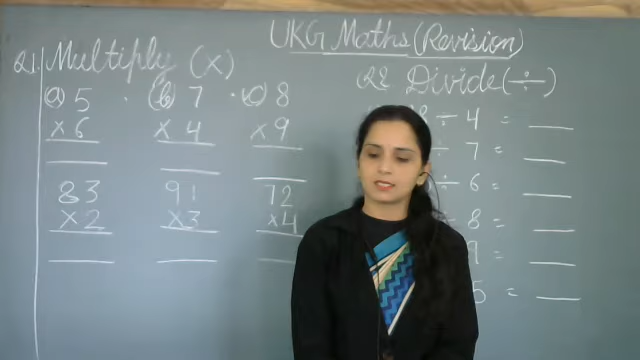 UKG Maths (Revision)
Q1 Multiply (×)
(a) 5 (b) 7 (c) 8
× 6 × 4 × 9
83 91 72
×2 ×3 ×4
Q2 Divide (÷)
÷ 4 =
÷ 7 =
÷ 6 =
÷ 8 =
9 =
5 =